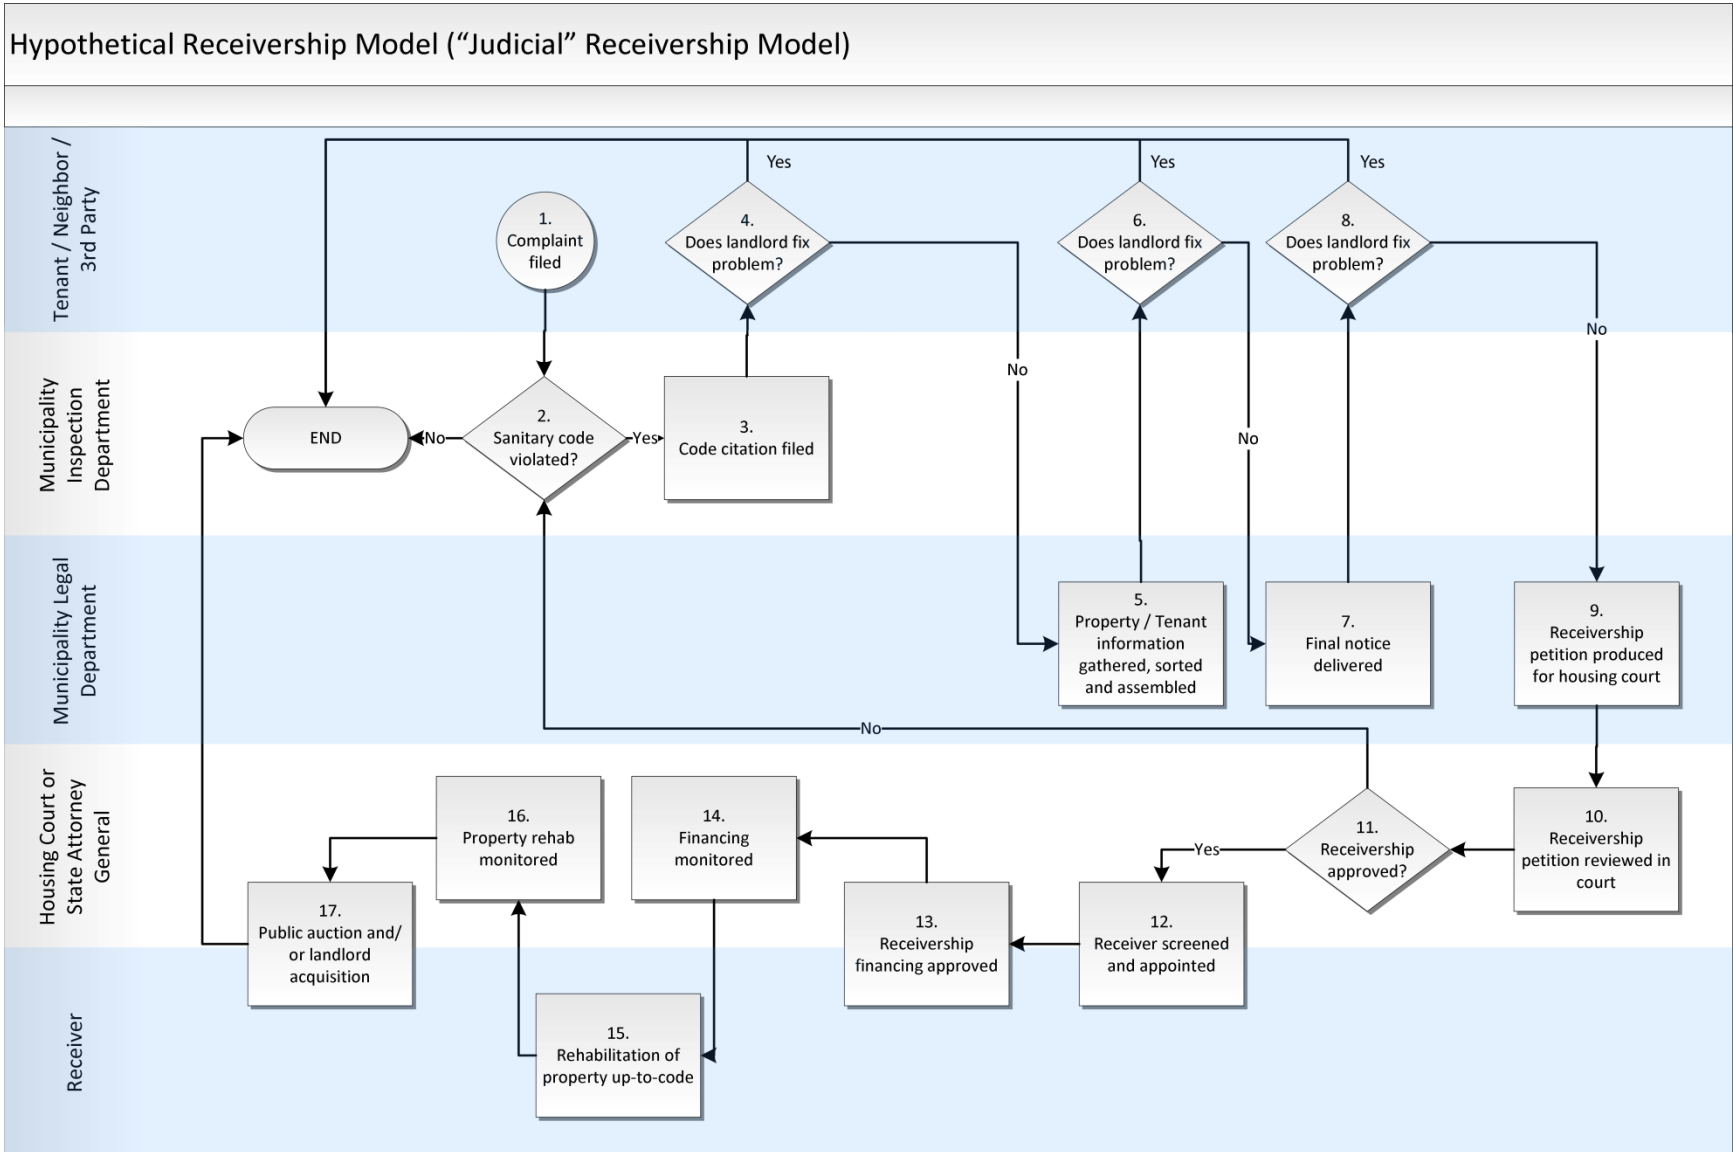 Hypothetical Receivership Model (“Judicial” Receivership Model)
Tenant / Neighbor /
3rd Party
1.
Complaint
filed
4.
Does landlord fix
problem?
Yes
6.
Does landlord fix
problem?
Yes
8.
Does landlord fix
problem?
Yes
No
No
No
Municipality
Inspection
Department
END
No
2.
Sanitary code
violated?
Yes
3.
Code citation filed
Municipality Legal
Department
5.
Property / Tenant
information
gathered, sorted
and assembled
7.
Final notice
delivered
9.
Receivership
petition produced
for housing court
No
Housing Court or
State Attorney
General
10.
Receivership
petition reviewed in
court
11.
Receivership
approved?
Yes
12.
Receiver screened
and appointed
13.
Receivership
financing approved
14.
Financing
monitored
16.
Property rehab
monitored
17.
Public auction and/
or landlord
acquisition
Receiver
15.
Rehabilitation of
property up-to-code